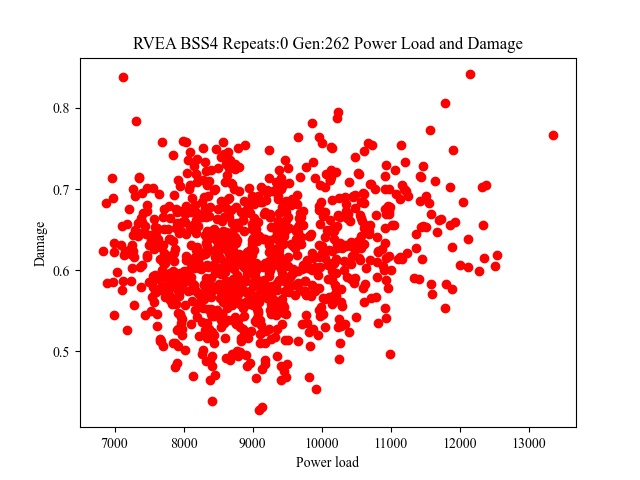 RVEA BSS4 Repeats:0 Gen:262 Power Load and Damage
0.8
0.7
0.6
0.5
Damage
7000 8000 9000 10000 11000 12000 13000
Power load